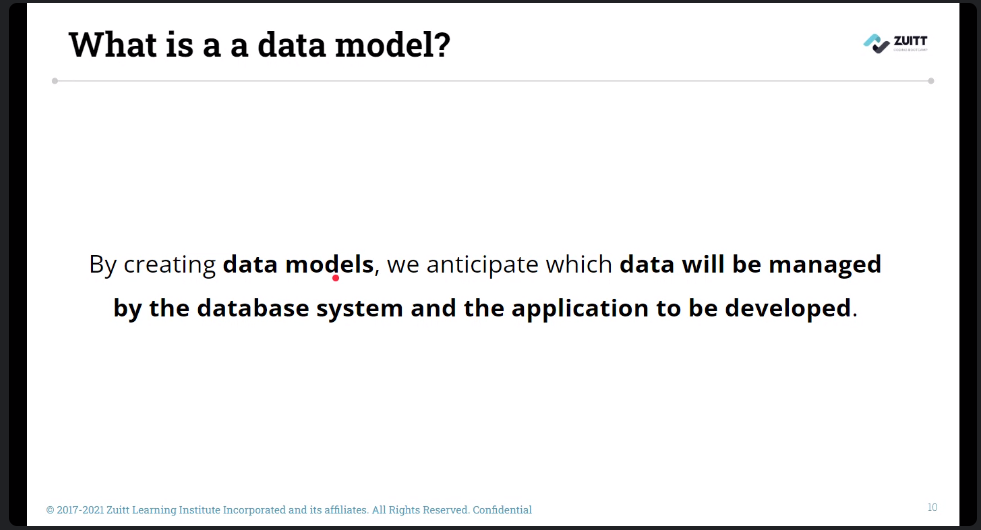 What is a a data model?
ZUITT
By creating data models, we anticipate which data will be managed
by the database system and the application to be developed.
© 2017-2021 Zuitt Learning Institute Incorporated and its affiliates. All Rights Reserved. Confidential
10